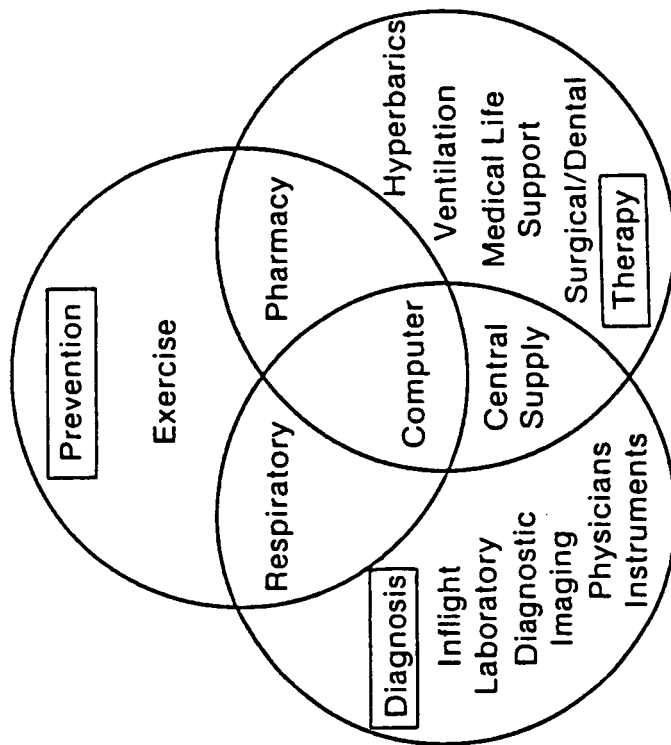 Prevention
Exercise
Respiratory
Pharmacy
Computer
Diagnosis
Inflight
Laboratory
Diagnostic
Imaging
Physicians
Instruments
Central
Supply
Hyperbarics
Ventilation
Medical Life
Support
Surgical/Dental
Therapy